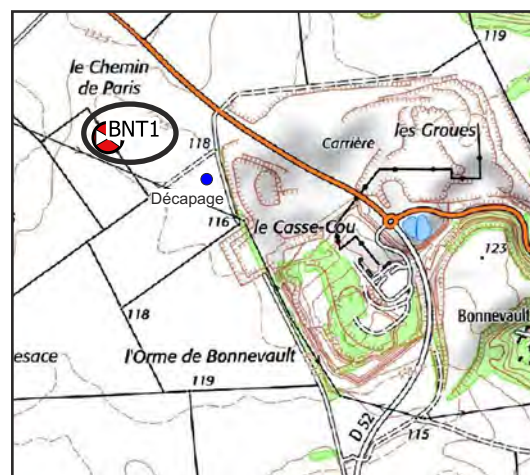 119
le Chemin
de Paris
BNT1
les Groues
Carrière
118
Décapage
le Casse-Cou
116
123
118
Bonnevault
esace
l'Orme de Bonnevault
119
D 52
115